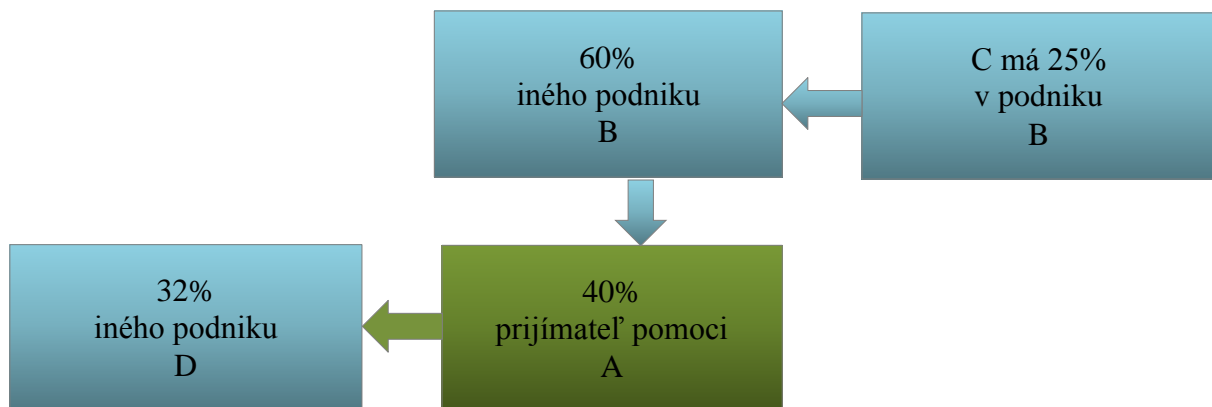 60%
iného podniku
B
C má 25%
v podniku
B
32%
iného podniku
D
40%
prijímateľ pomoci
A